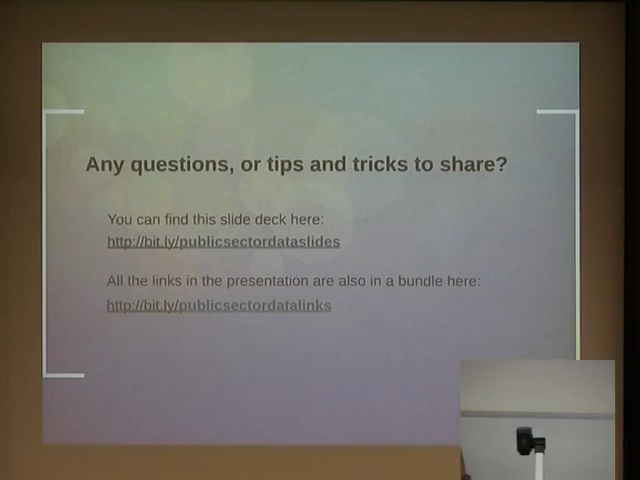 Any questions, or tips and tricks to share?
You can find this slide deck here:
http://bit.ly/publicsectordataslides
All the links in the presentation are also in a bundle here:
http://bit.ly/publicsectordatalinks